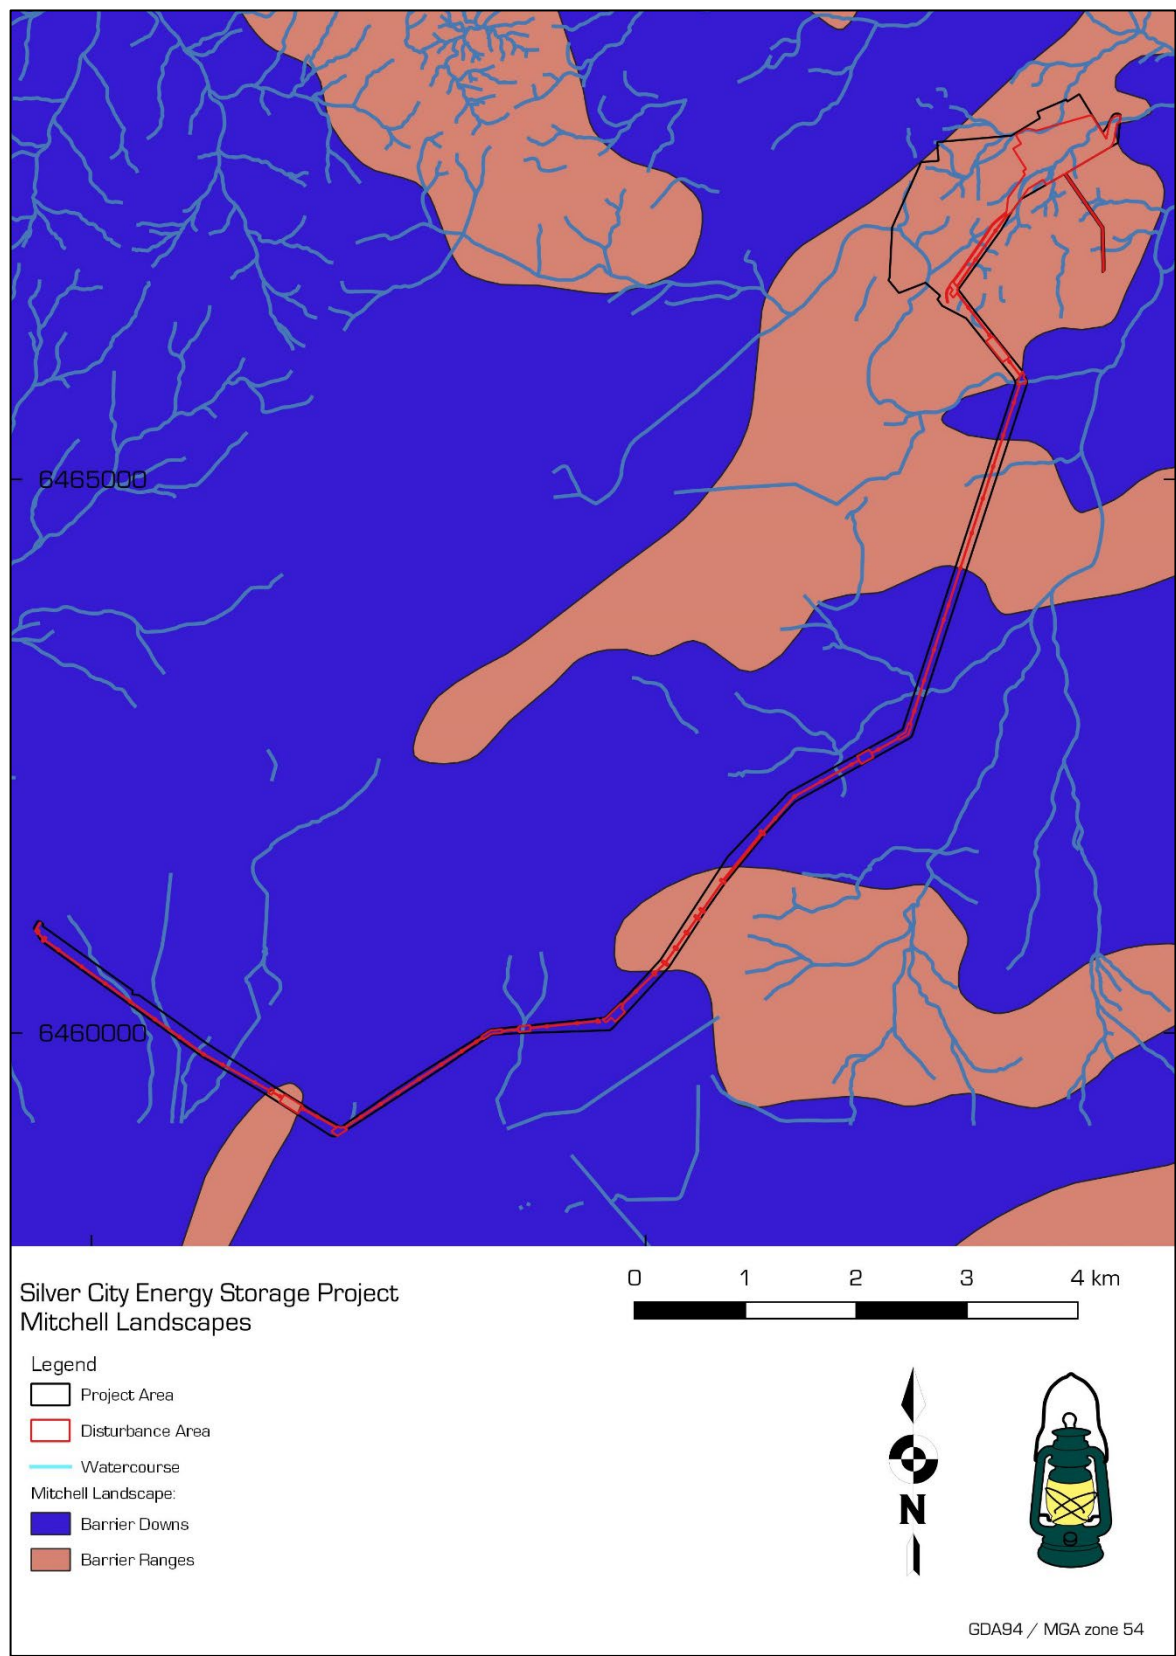 6465000
6460000
Silver City Energy Storage Project
Mitchell Landscapes
0 1 2 3 4 km
Legend
Project Area
Disturbance Area
Watercourse
Mitchell Landscape:
Barrier Downs
Barrier Ranges
N
GDA94 / MGA zone 54